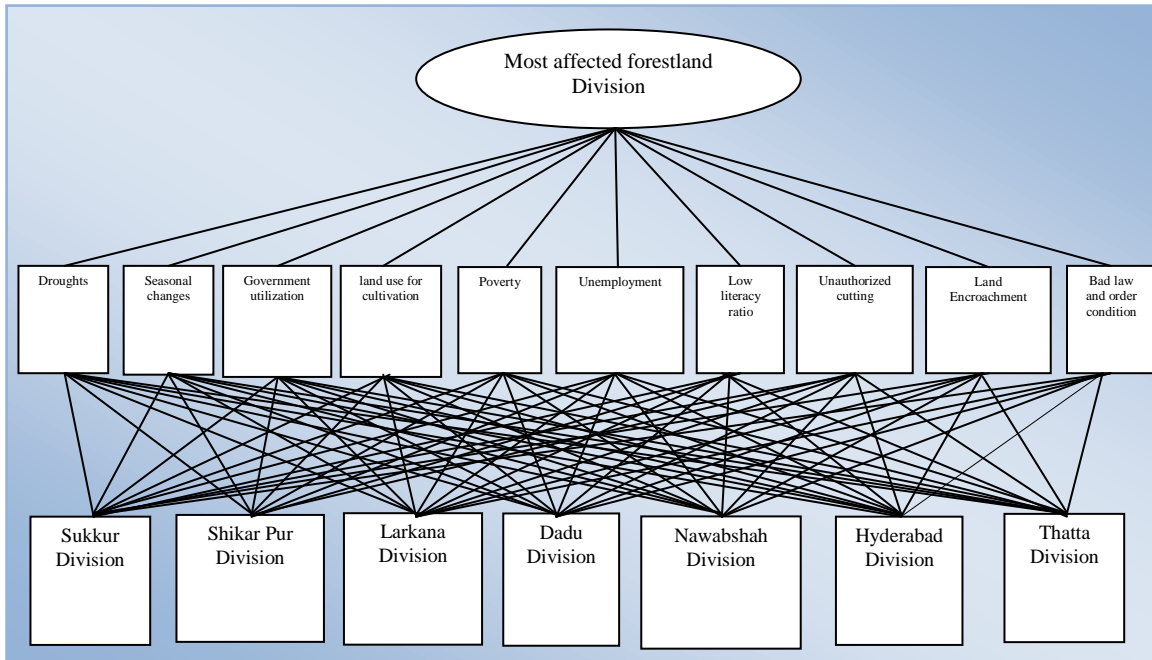 Most affected forestland
Division
Droughts
Seasonal
changes
Government
utilization
land use for
cultivation
Poverty
Unemployment
Low
literacy
ratio
Unauthorized
cutting
Land
Encroachment
Bad law
and order
condition
Sukkur
Division
Shikar Pur
Division
Larkana
Division
Dadu
Division
Nawabshah
Division
Hyderabad
Division
Thatta
Division